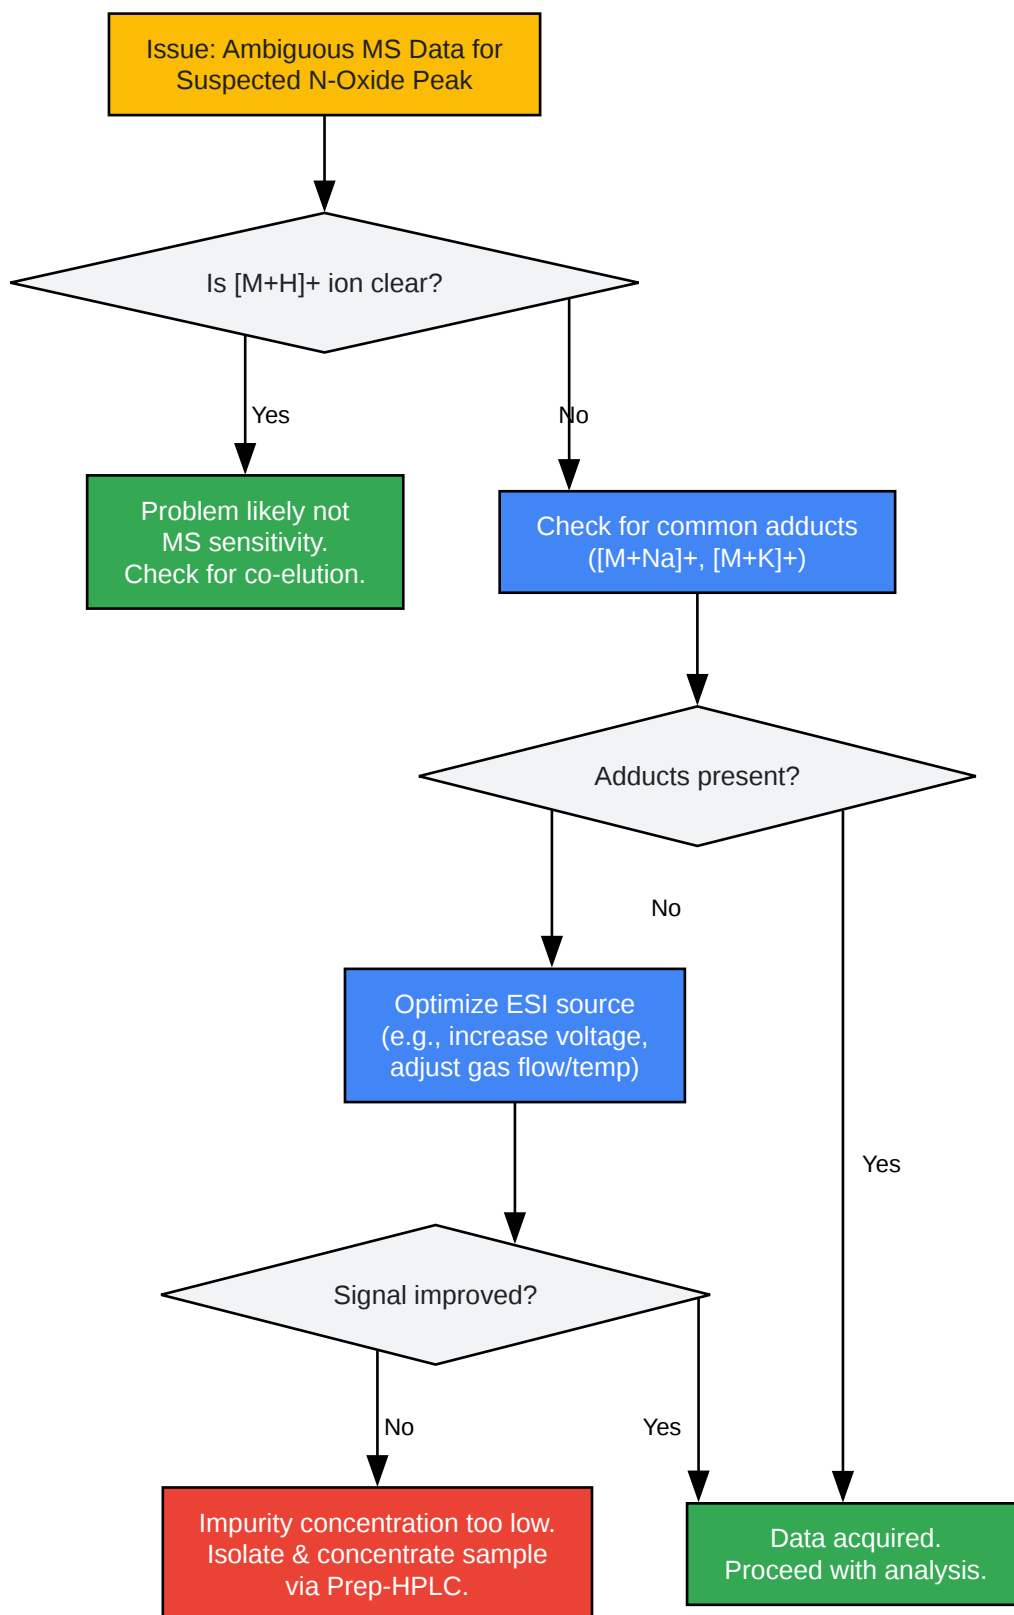 Issue: Ambiguous MS Data for
Suspected N-Oxide Peak
Is [M+H]+ ion clear?
Yes
No
Problem likely not
MS sensitivity.
Check for co-elution.
Check for common adducts
([M+Na]+, [M+K]+)
Adducts present?
No
Optimize ESI source
(e.g., increase voltage,
adjust gas flow/temp)
Yes
Signal improved?
No
Yes
Impurity concentration too low.
Isolate & concentrate sample
via Prep-HPLC.
Data acquired.
Proceed with analysis.